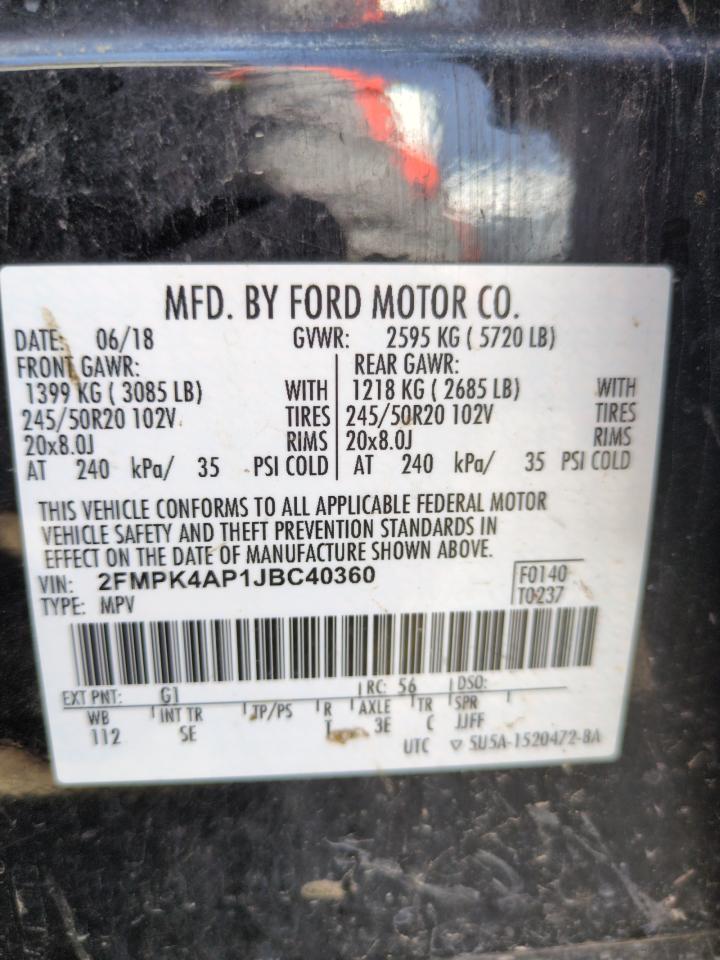 MFD. BY FORD MOTOR CO.
DATE: 06/18 GVWR: 2595 KG ( 5720 LB)
FRONT GAWR: REAR GAWR:
1399 KG ( 3085 LB) WITH 1218 KG ( 2685 LB) WITH
245/50R20 102V TIRES 245/50R20 102V TIRES
20x8.0J RIMS 20x8.0J RIMS
AT 240 kPa/ 35 PSI COLD AT 240 kPa/ 35 PSI COLD
THIS VEHICLE CONFORMS TO ALL APPLICABLE FEDERAL MOTOR
VEHICLE SAFETY AND THEFT PREVENTION STANDARDS IN
EFFECT ON THE DATE OF MANUFACTURE SHOWN ABOVE.
VIN: 2FMPK4AP1JBC40360 F0140
TYPE: MPV T0237
EXT PNT: G1 RC: 56 DSO:
WB INT TR TP/PS R AXLE TR SPR
112 SE T 3E C JJFF
UTC ▽ 5U5A-1520472-BA